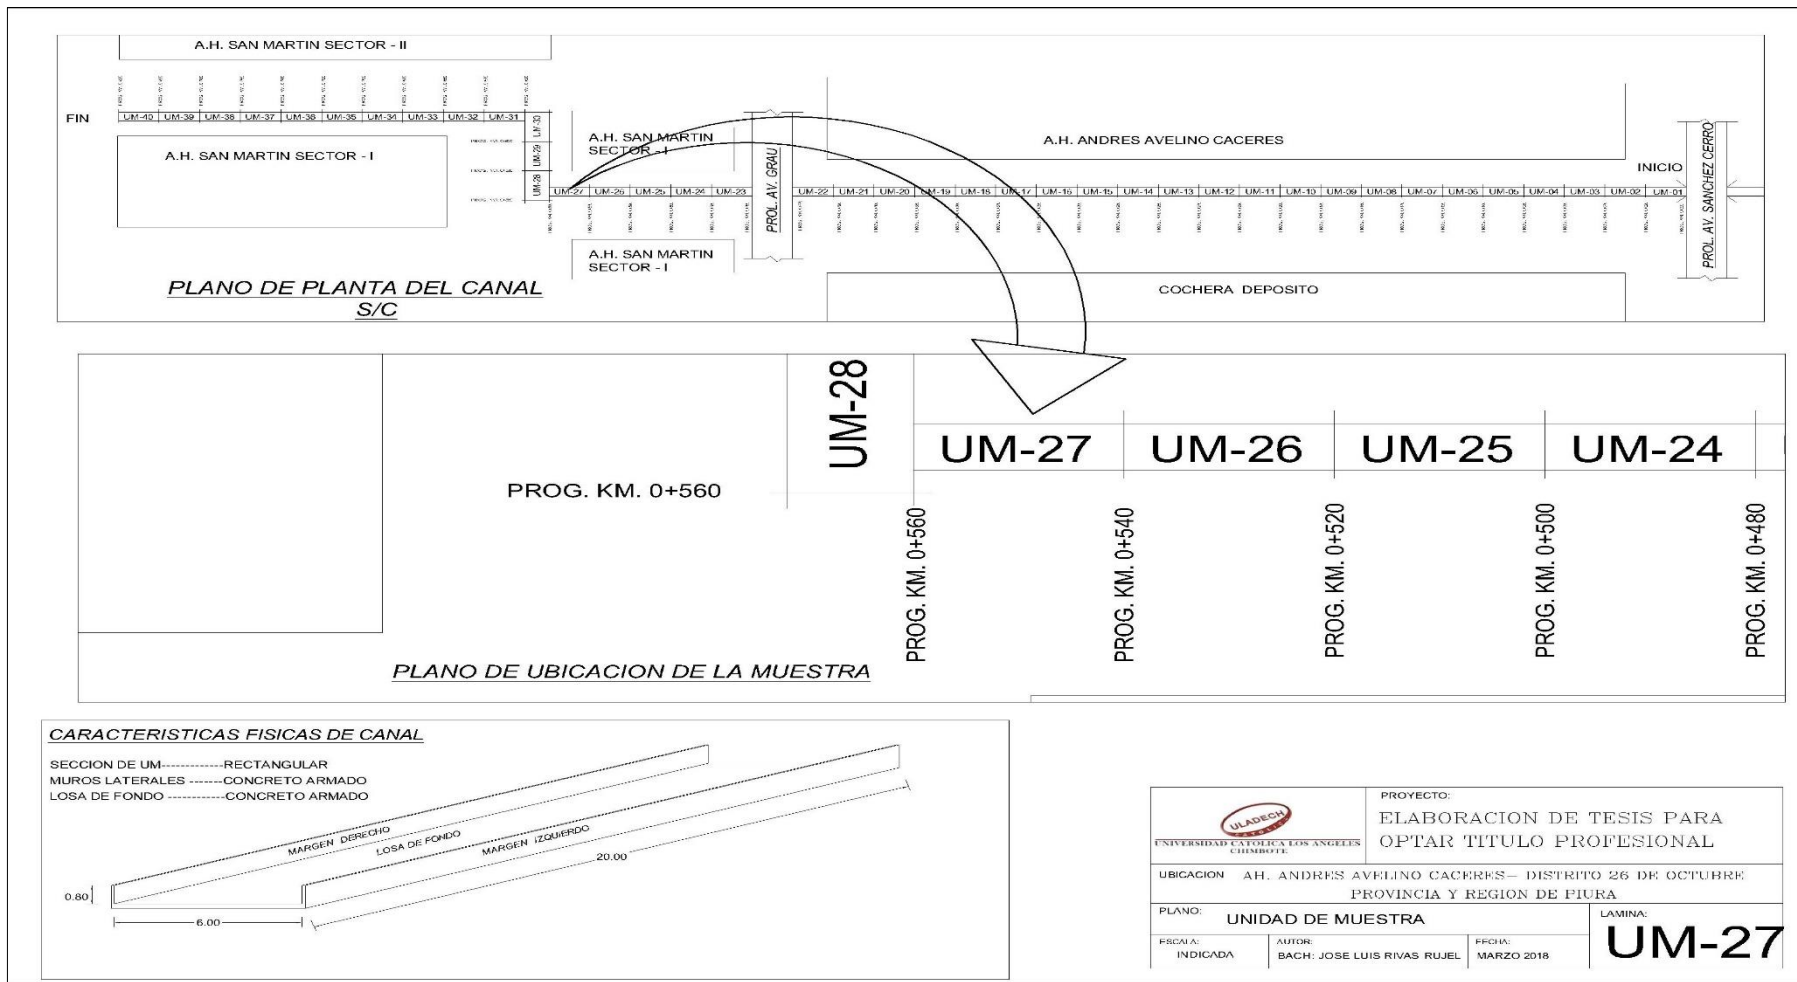 A.H. SAN MARTIN SECTOR - II
FIN
UM-40 UM-39 UM-38 UM-37 UM-36 UM-35 UM-34 UM-33 UM-32 UM-31
UM-30
UM-29
UM-28
A.H. SAN MARTIN SECTOR - I
A.H. SAN MARTIN
SECTOR - I
PROL. AV. GRAU
A.H. ANDRES AVELINO CACERES
INICIO
PROL. AV. SANCHEZ CERRO
UM-27 UM-26 UM-25 UM-24 UM-23 UM-22 UM-21 UM-20 UM-19 UM-18 UM-17 UM-16 UM-15 UM-14 UM-13 UM-12 UM-11 UM-10 UM-09 UM-08 UM-07 UM-06 UM-05 UM-04 UM-03 UM-02 UM-01
A.H. SAN MARTIN
SECTOR - I
COCHERA DEPOSITO
PLANO DE PLANTA DEL CANAL
S/C
UM-28
UM-27 UM-26 UM-25 UM-24
PROG. KM. 0+560
PROG. KM. 0+560
PROG. KM. 0+540
PROG. KM. 0+520
PROG. KM. 0+500
PROG. KM. 0+480
PLANO DE UBICACION DE LA MUESTRA
CARACTERISTICAS FISICAS DE CANAL
SECCION DE UM-----------RECTANGULAR
MUROS LATERALES ------CONCRETO ARMADO
LOSA DE FONDO ----------CONCRETO ARMADO
MARGEN DERECHO
LOSA DE FONDO
MARGEN IZQUIERDO
20.00
0.80
6.00
ULADECH
CATOLICA
UNIVERSIDAD CATOLICA LOS ANGELES
CHIMBOTE
PROYECTO:
ELABORACION DE TESIS PARA
OPTAR TITULO PROFESIONAL
UBICACION AH. ANDRES AVELINO CACERES- DISTRITO 26 DE OCTUBRE
PROVINCIA Y REGION DE PIURA
PLANO:
UNIDAD DE MUESTRA
LAMINA:
UM-27
ESCALA:
INDICADA
AUTOR:
BACH: JOSE LUIS RIVAS RUJEL
FECHA:
MARZO 2018